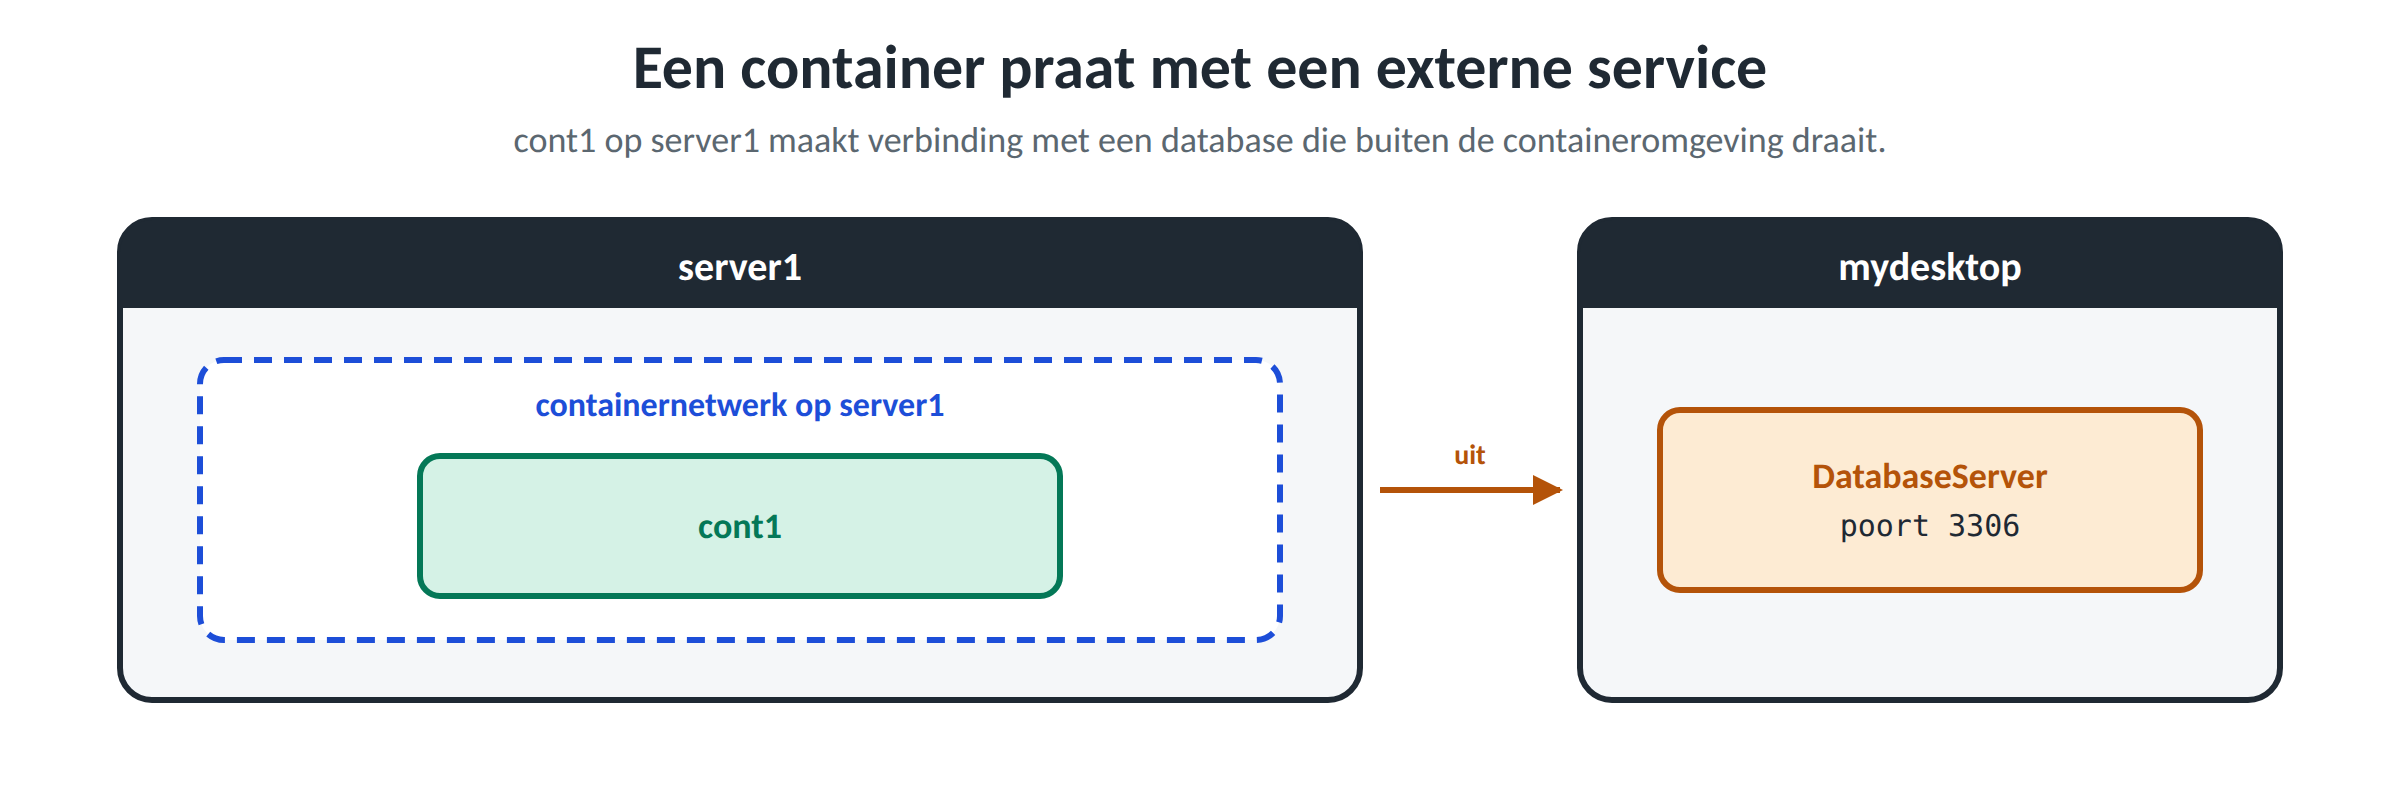 Een container praat met een externe service
cont1 op server1 maakt verbinding met een database die buiten de containeromgeving draait.
server1
mydesktop
containernetwerk op server1
cont1
uit
DatabaseServer
poort 3306